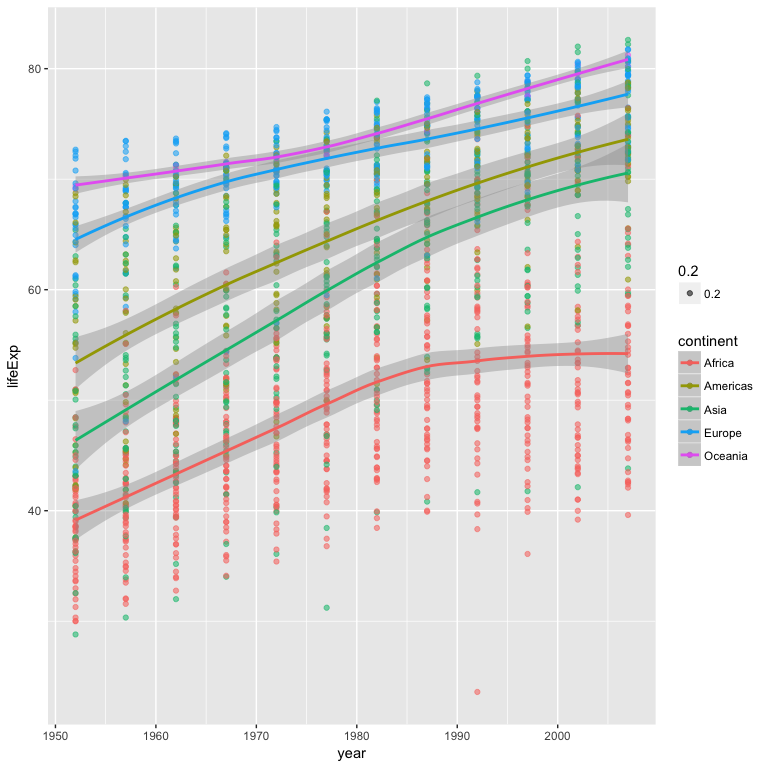 80
60
40
lifeExp
1950 1960 1970 1980 1990 2000
year
0.2
0.2
continent
Africa
Americas
Asia
Europe
Oceania